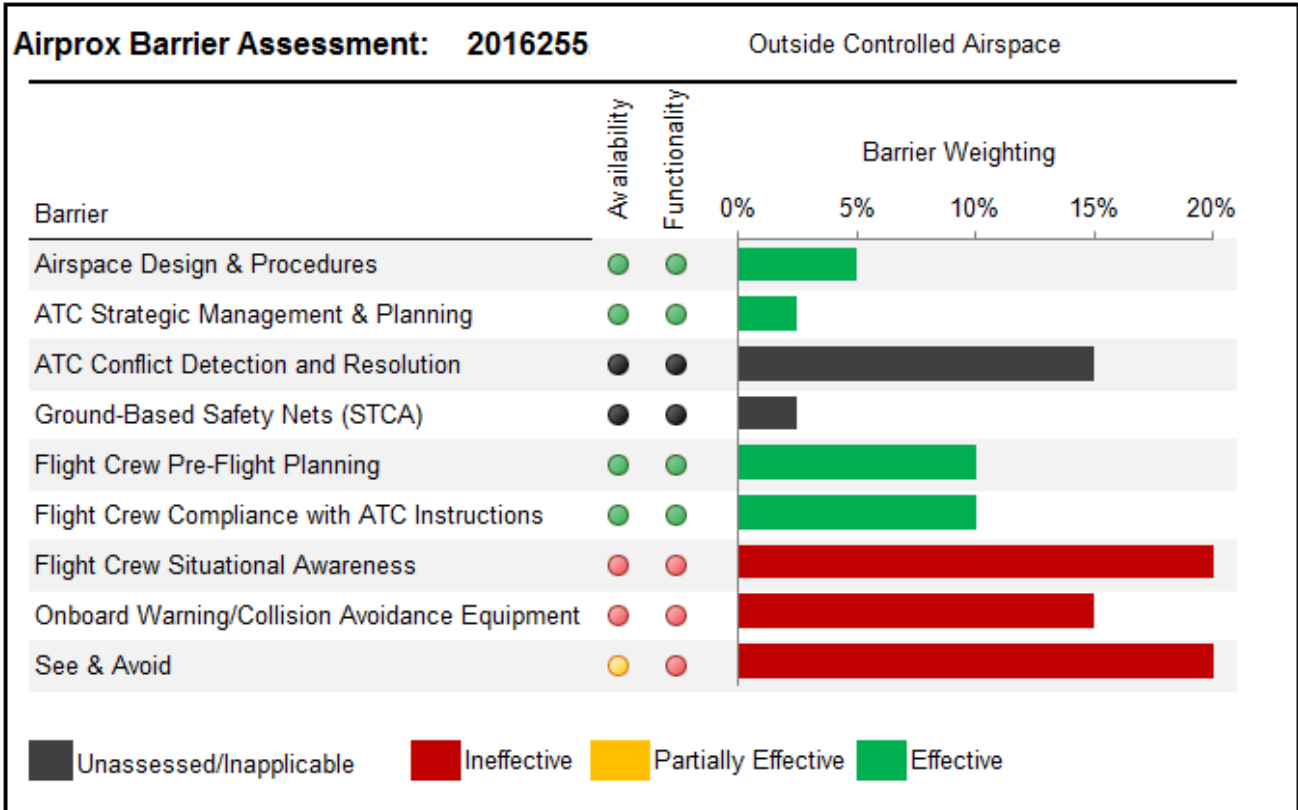 Airprox Barrier Assessment: 2016255 Outside Controlled Airspace
Availability
Functionality
Barrier Weighting
Barrier
0% 5% 10% 15% 20%
Airspace Design & Procedures
ATC Strategic Management & Planning
ATC Conflict Detection and Resolution
Ground-Based Safety Nets (STCA)
Flight Crew Pre-Flight Planning
Flight Crew Compliance with ATC Instructions
Flight Crew Situational Awareness
Onboard Warning/Collision Avoidance Equipment
See & Avoid
Unassessed/Inapplicable Ineffective Partially Effective Effective